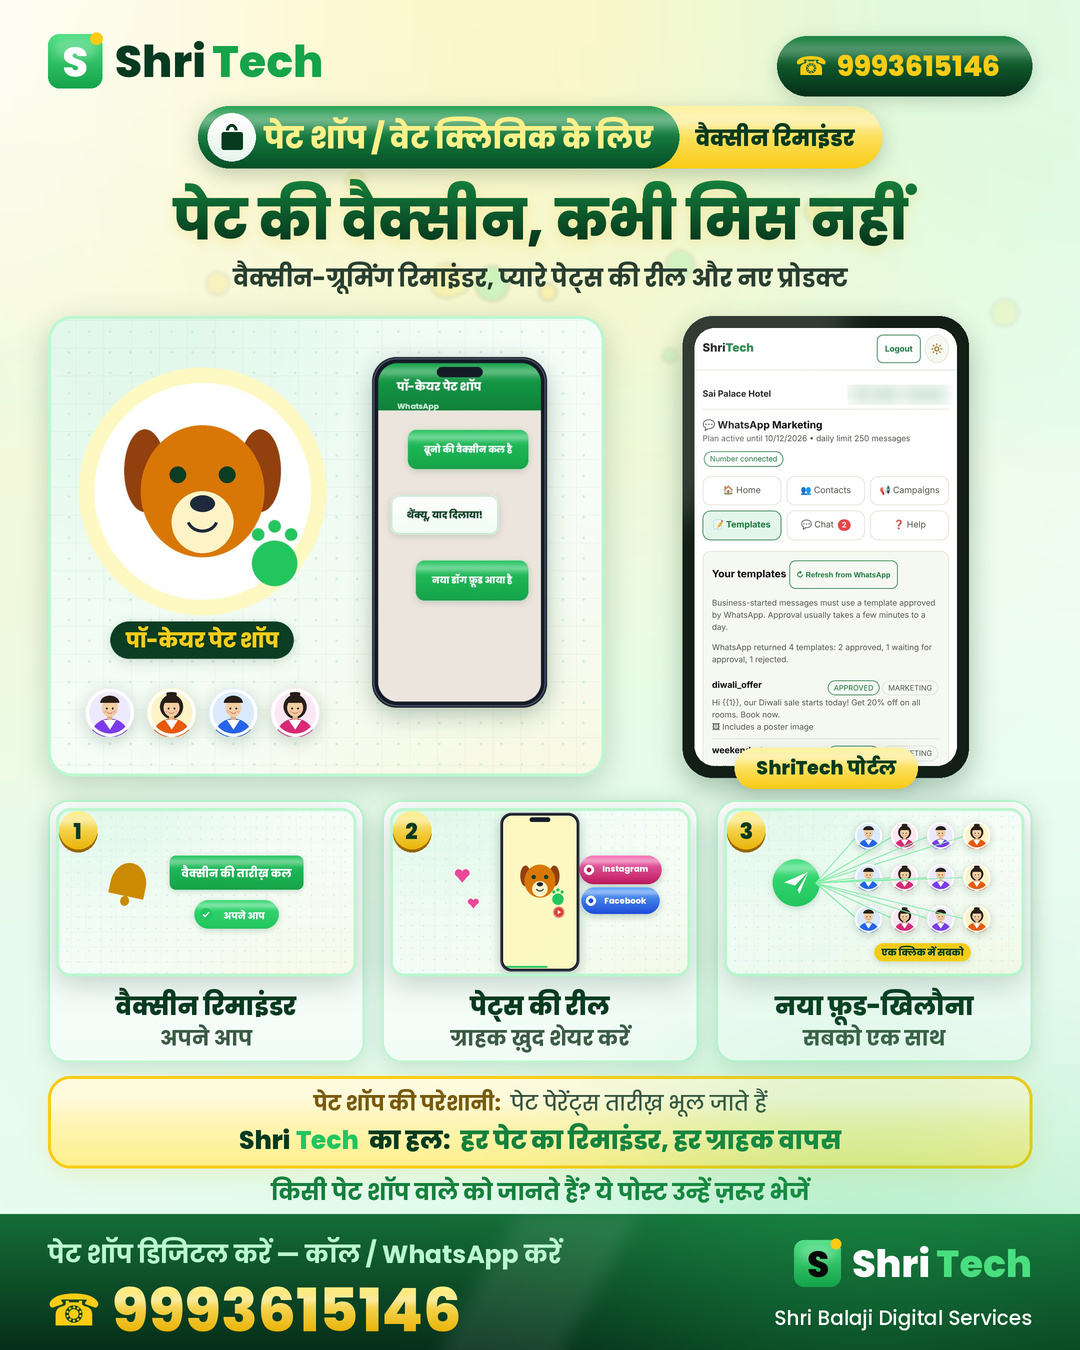 S Shri Tech
☎ 9993615146
पेट शॉप / वेट क्लिनिक के लिए
वैक्सीन रिमाइंडर
पेट की वैक्सीन, कभी मिस नहीं
वैक्सीन-ग्रूमिंग रिमाइंडर, प्यारे पेट्स की रील और नए प्रोडक्ट
पॉ-केयर पेट शॉप
WhatsApp
ब्रूनो की वैक्सीन कल है
थेंक्यू, याद दिलाया!
नया डॉग फ़ूड आया है
पॉ-केयर पेट शॉप
ShriTech
Logout
Sai Palace Hotel
WhatsApp Marketing
Plan active until 10/12/2026 • daily limit 250 messages
Number connected
Home
Contacts
Campaigns
Templates
Chat 2
Help
Your templates
Refresh from WhatsApp
Business-started messages must use a template approved
by WhatsApp. Approval usually takes a few minutes to a
day.
WhatsApp returned 4 templates: 2 approved, 1 waiting for
approval, 1 rejected.
diwali_offer
APPROVED
MARKETING
Hi {{1}}, our Diwali sale starts today! Get 20% off on all
rooms. Book now.
Includes a poster image
ShriTech पोर्टल
1
वैक्सीन की तारीख़ कल
अपने आप
वैक्सीन रिमाइंडर
अपने आप
2
Instagram
Facebook
पेट्स की रील
ग्राहक ख़ुद शेयर करें
3
एक क्लिक में सबको
नया फ़ूड-खिलौना
सबको एक साथ
पेट शॉप की परेशानी: पेट पेरेंट्स तारीख़ भूल जाते हैं
Shri Tech का हल: हर पेट का रिमाइंडर, हर ग्राहक वापस
किसी पेट शॉप वाले को जानते हैं? ये पोस्ट उन्हें ज़रूर भेजें
पेट शॉप डिजिटल करें — कॉल / WhatsApp करें
☎ 9993615146
S Shri Tech
Shri Balaji Digital Services